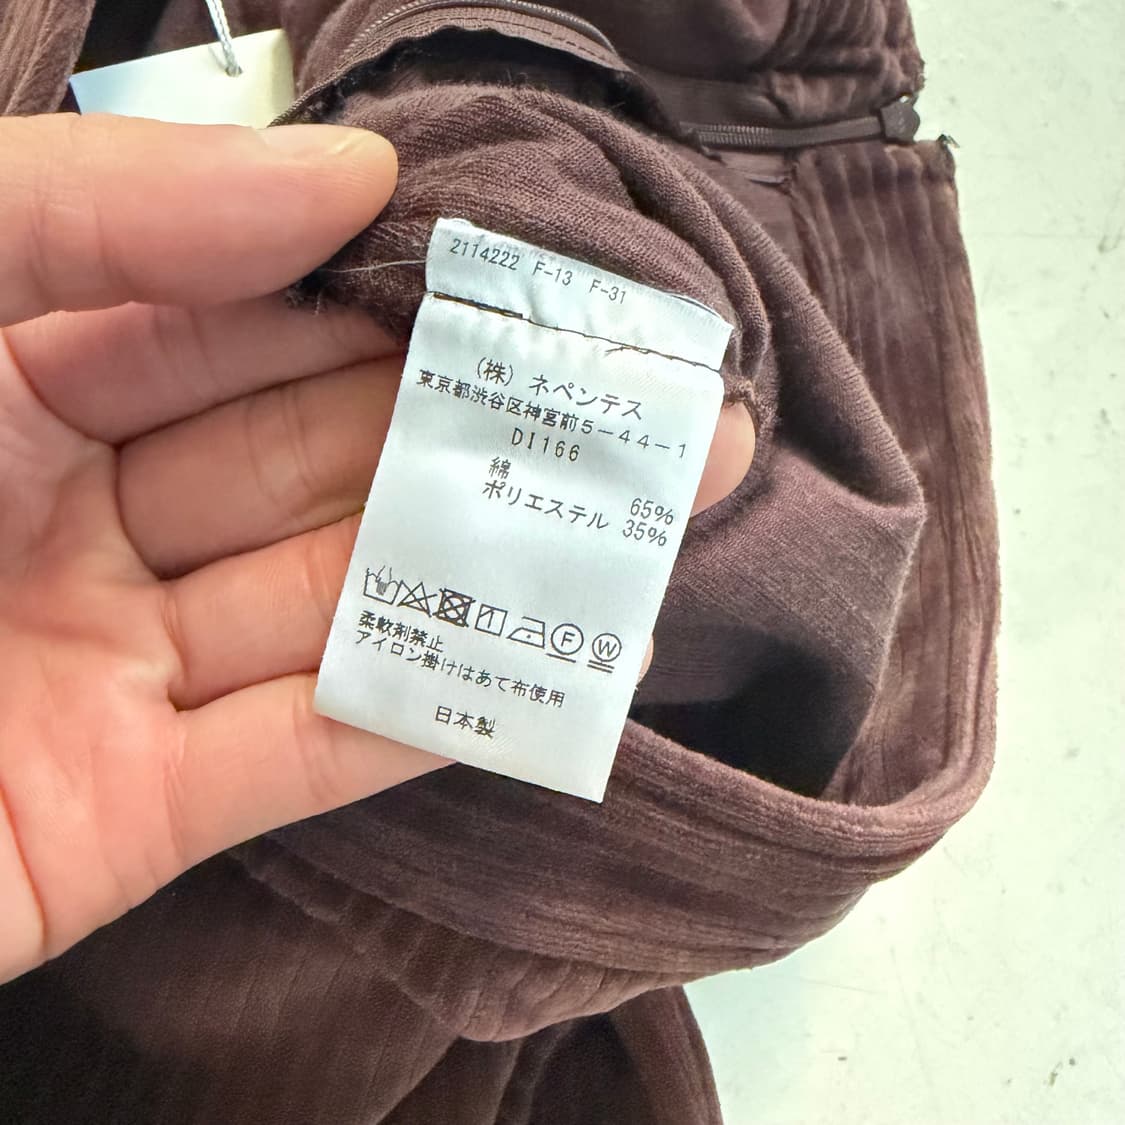 2114222 F-13 F-31
(株) ネペンテス
東京都渋谷区神宮前5-44-1
DI166
綿 65%
ポリエステル 35%
F W
柔軟剤禁止
アイロン掛けはあて布使用
日本製